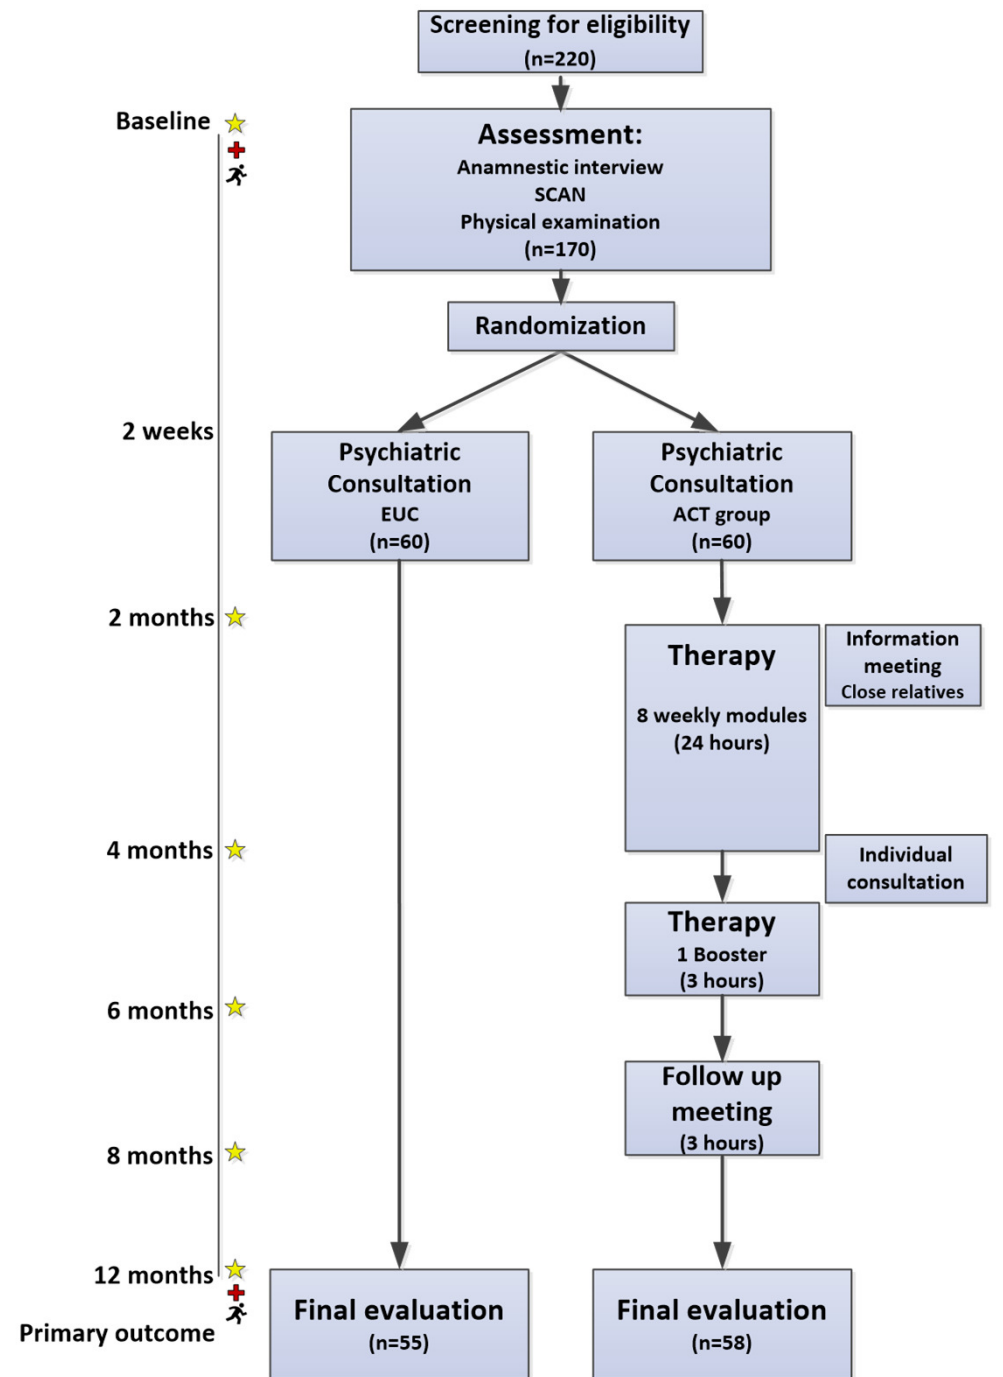 Screening for eligibility
(n=220)
Baseline
Assessment:
Anamnestic interview
SCAN
Physical examination
(n=170)
Randomization
2 weeks
Psychiatric
Consultation
EUC
(n=60)
Psychiatric
Consultation
ACT group
(n=60)
2 months
Therapy
8 weekly modules
(24 hours)
Information
meeting
Close relatives
4 months
Individual
consultation
Therapy
1 Booster
(3 hours)
6 months
Follow up
meeting
(3 hours)
8 months
12 months
Primary outcome
Final evaluation
(n=55)
Final evaluation
(n=58)